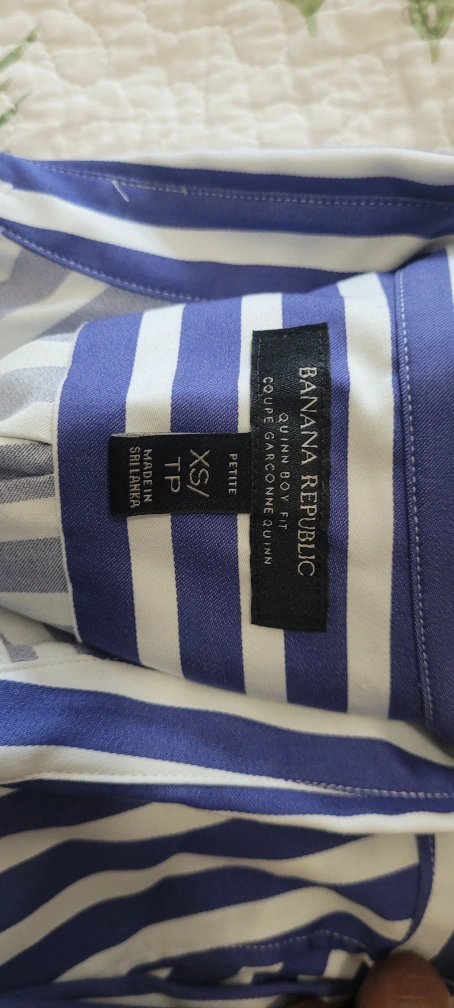 BANANA REPUBLIC
QUINN BOY FIT
COUPE GARÇONNE QUINN
PETITE
XS/
TP
MADE IN
SRI LANKA